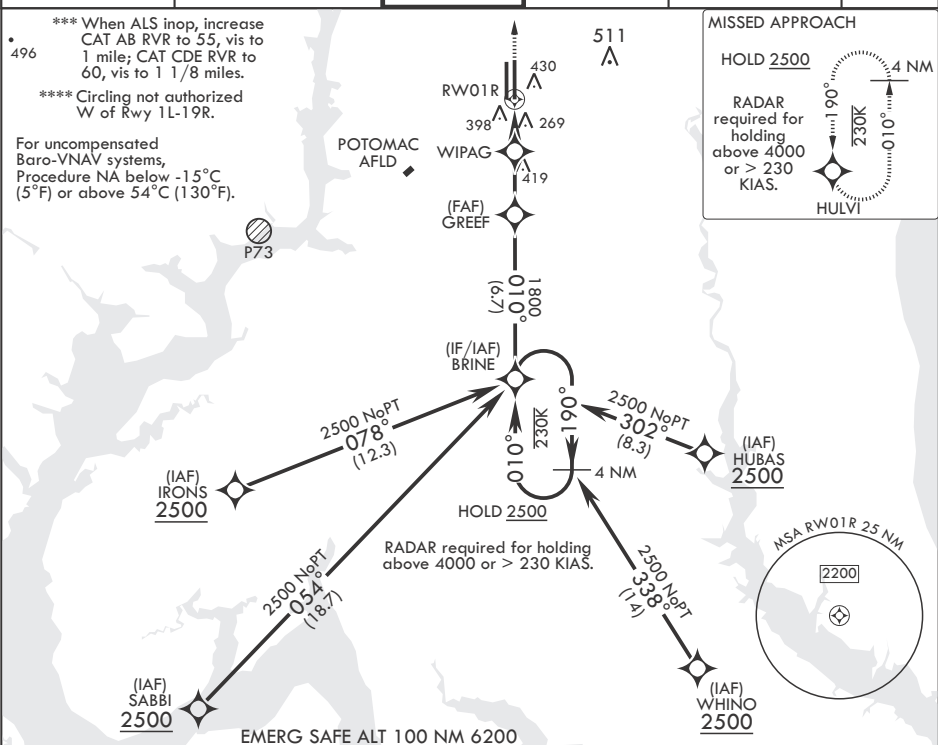 *** When ALS inop, increase
CAT AB RVR to 55, vis to
1 mile; CAT CDE RVR to
60, vis to 1 1/8 miles.
**** Circling not authorized
W of Rwy 1L-19R.
For uncompensated
Baro-VNAV systems,
Procedure NA below -15°C
(5°F) or above 54°C (130°F).
496
P73
POTOMAC
AFLD
511
430
RW01R
398
269
WIPAG
419
(FAF)
GREEF
1800
010°
(6.7)
(IF/IAF)
BRINE
MISSED APPROACH
HOLD 2500
4 NM
190°
230K
010°
RADAR
required for
holding
above 4000
or > 230
KIAS.
HULVI
2500 NoPT
078°
(12.3)
(IAF)
IRONS
2500
010°
230K
190°
4 NM
HOLD 2500
2500 NoPT
302°
(8.3)
(IAF)
HUBAS
2500
RADAR required for holding
above 4000 or > 230 KIAS.
2500 NoPT
054°
(18.7)
(IAF)
SABBI
2500
2500 NoPT
338°
(14)
(IAF)
WHINO
2500
MSA RW01R 25 NM
2200
EMERG SAFE ALT 100 NM 6200